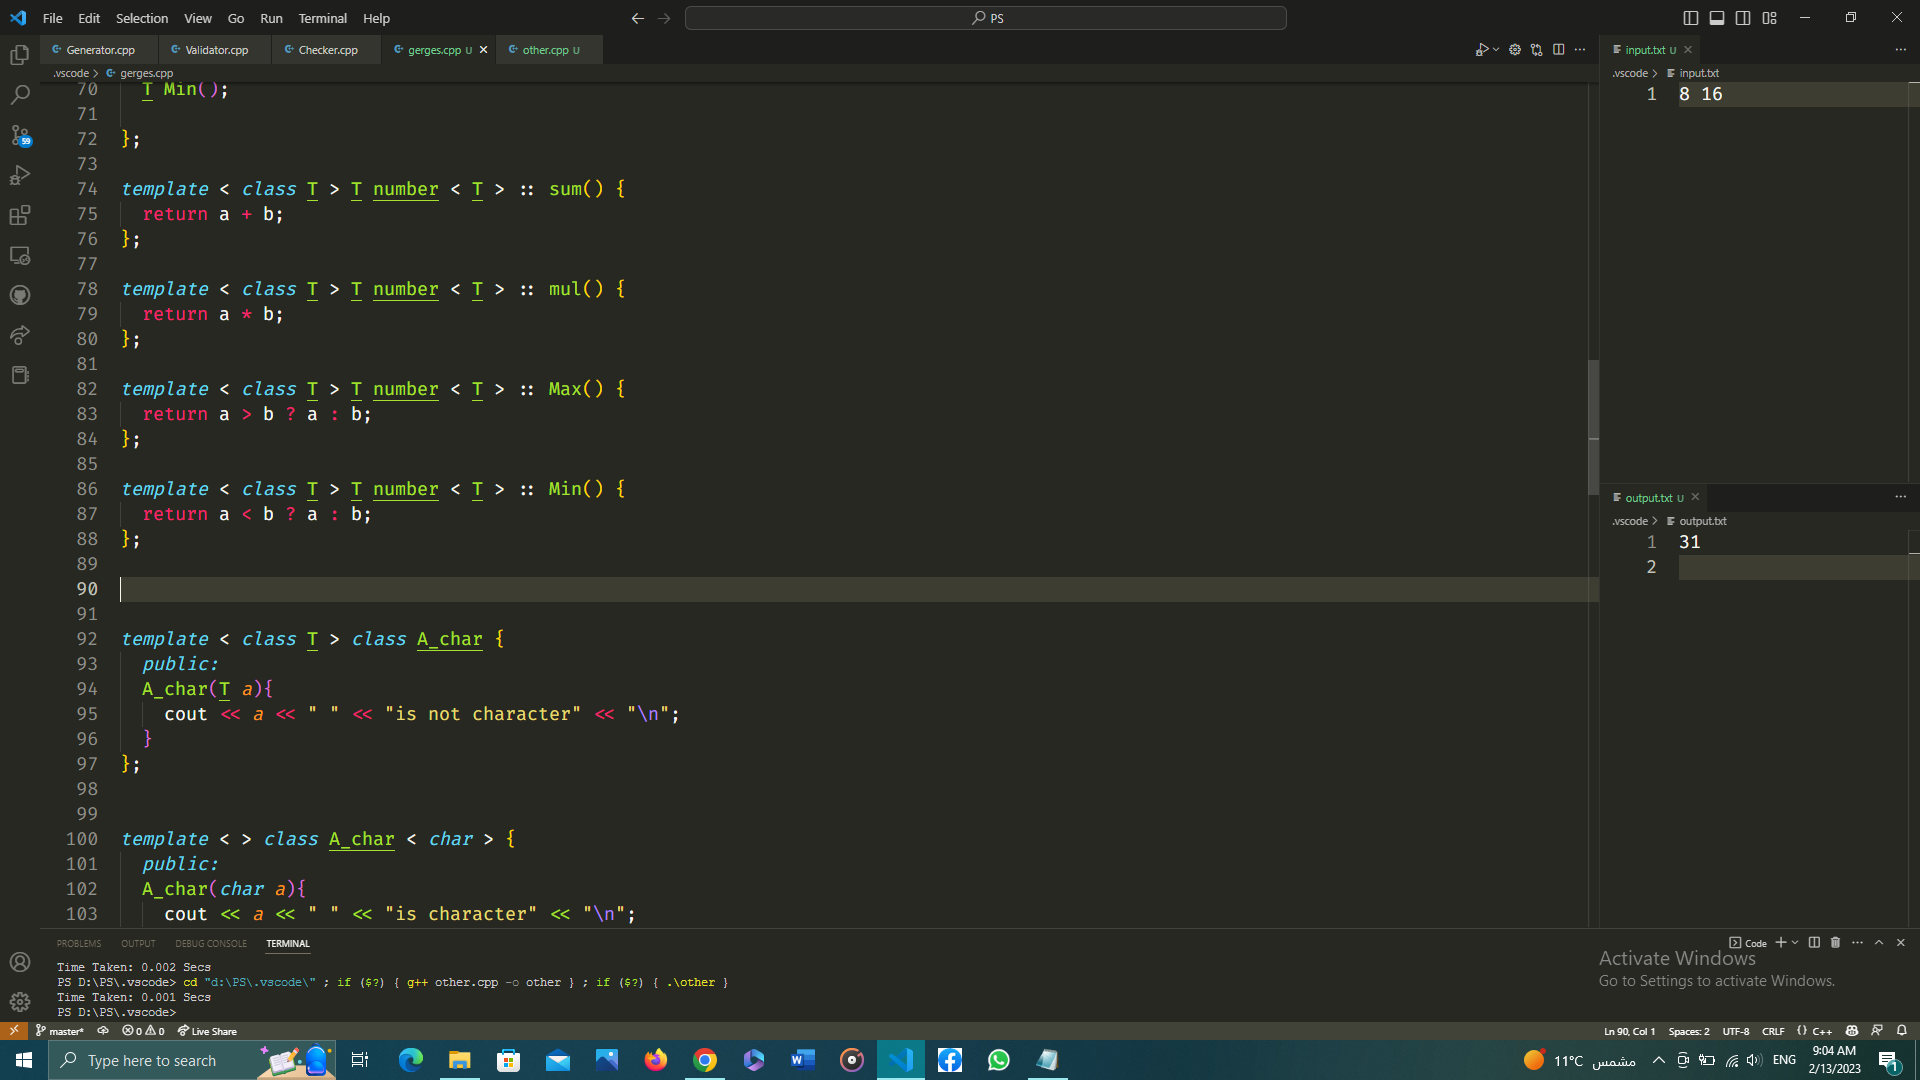 File Edit Selection View Go Run Terminal Help
PS
Generator.cpp Validator.cpp Checker.cpp gerges.cpp U other.cpp U
.vscode > gerges.cpp
70 T Min();
71
72 };
73
74 template < class T > T number < T > :: sum() {
75 return a + b;
76 };
77
78 template < class T > T number < T > :: mul() {
79 return a * b;
80 };
81
82 template < class T > T number < T > :: Max() {
83 return a > b ? a : b;
84 };
85
86 template < class T > T number < T > :: Min() {
87 return a < b ? a : b;
88 };
89
90
91
92 template < class T > class A_char {
93 public:
94 A_char(T a){
95 cout << a << " " << "is not character" << "\n";
96 }
97 };
98
99
100 template < > class A_char < char > {
101 public:
102 A_char(char a){
103 cout << a << " " << "is character" << "\n";
input.txt U
.vscode > input.txt
1 8 16
output.txt U
.vscode > output.txt
1 31
2
PROBLEMS OUTPUT DEBUG CONSOLE TERMINAL
Code
Time Taken: 0.002 Secs
PS D:\PS\.vscode> cd "d:\PS\.vscode\" ; if ($?) { g++ other.cpp -o other } ; if ($?) { .\other }
Time Taken: 0.001 Secs
PS D:\PS\.vscode>
Activate Windows
Go to Settings to activate Windows.
59
master* 0 0 Live Share
Ln 90, Col 1 Spaces: 2 UTF-8 CRLF {} C++
Type here to search
11°C مشمس
ENG
9:04 AM
2/13/2023
1